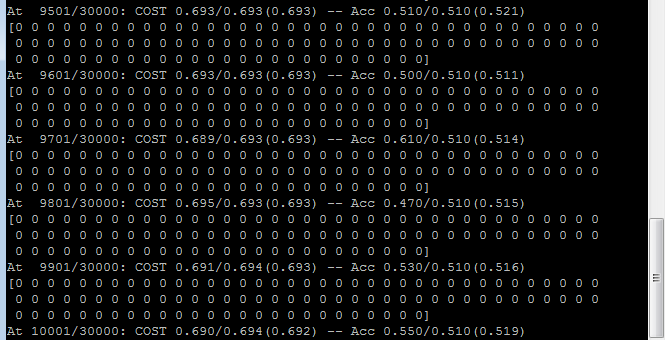 At  9501/30000: COST 0.693/0.693(0.693) -- Acc 0.510/0.510(0.521)
[0 0 0 0 0 0 0 0 0 0 0 0 0 0 0 0 0 0 0 0 0 0 0 0 0 0 0 0 0 0 0 0 0 0 0 0 0
 0 0 0 0 0 0 0 0 0 0 0 0 0 0 0 0 0 0 0 0 0 0 0 0 0 0 0 0 0 0 0 0 0 0 0 0 0
 0 0 0 0 0 0 0 0 0 0 0 0 0 0 0 0 0 0 0 0 0 0 0 0 0 0]
At  9601/30000: COST 0.693/0.693(0.693) -- Acc 0.500/0.510(0.511)
[0 0 0 0 0 0 0 0 0 0 0 0 0 0 0 0 0 0 0 0 0 0 0 0 0 0 0 0 0 0 0 0 0 0 0 0 0
 0 0 0 0 0 0 0 0 0 0 0 0 0 0 0 0 0 0 0 0 0 0 0 0 0 0 0 0 0 0 0 0 0 0 0 0 0
 0 0 0 0 0 0 0 0 0 0 0 0 0 0 0 0 0 0 0 0 0 0 0 0 0 0]
At  9701/30000: COST 0.689/0.693(0.693) -- Acc 0.610/0.510(0.514)
[0 0 0 0 0 0 0 0 0 0 0 0 0 0 0 0 0 0 0 0 0 0 0 0 0 0 0 0 0 0 0 0 0 0 0 0 0
 0 0 0 0 0 0 0 0 0 0 0 0 0 0 0 0 0 0 0 0 0 0 0 0 0 0 0 0 0 0 0 0 0 0 0 0 0
 0 0 0 0 0 0 0 0 0 0 0 0 0 0 0 0 0 0 0 0 0 0 0 0 0 0]
At  9801/30000: COST 0.695/0.693(0.693) -- Acc 0.470/0.510(0.515)
[0 0 0 0 0 0 0 0 0 0 0 0 0 0 0 0 0 0 0 0 0 0 0 0 0 0 0 0 0 0 0 0 0 0 0 0 0
 0 0 0 0 0 0 0 0 0 0 0 0 0 0 0 0 0 0 0 0 0 0 0 0 0 0 0 0 0 0 0 0 0 0 0 0 0
 0 0 0 0 0 0 0 0 0 0 0 0 0 0 0 0 0 0 0 0 0 0 0 0 0 0]
At  9901/30000: COST 0.691/0.694(0.693) -- Acc 0.530/0.510(0.516)
[0 0 0 0 0 0 0 0 0 0 0 0 0 0 0 0 0 0 0 0 0 0 0 0 0 0 0 0 0 0 0 0 0 0 0 0 0
 0 0 0 0 0 0 0 0 0 0 0 0 0 0 0 0 0 0 0 0 0 0 0 0 0 0 0 0 0 0 0 0 0 0 0 0 0
 0 0 0 0 0 0 0 0 0 0 0 0 0 0 0 0 0 0 0 0 0 0 0 0 0 0]
At 10001/30000: COST 0.690/0.694(0.692) -- Acc 0.550/0.510(0.519)